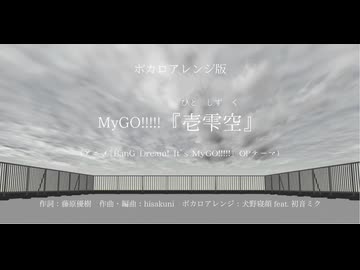 ボカロアレンジ版
ひとしずく
MyGO!!!!!『壱雫空』
(アニメ「BanG Dream! It's MyGO!!!!!」OPテーマ)
作詞：藤原優樹　作曲・編曲：hisakuni　ボカロアレンジ：犬野寝顔 feat. 初音ミク